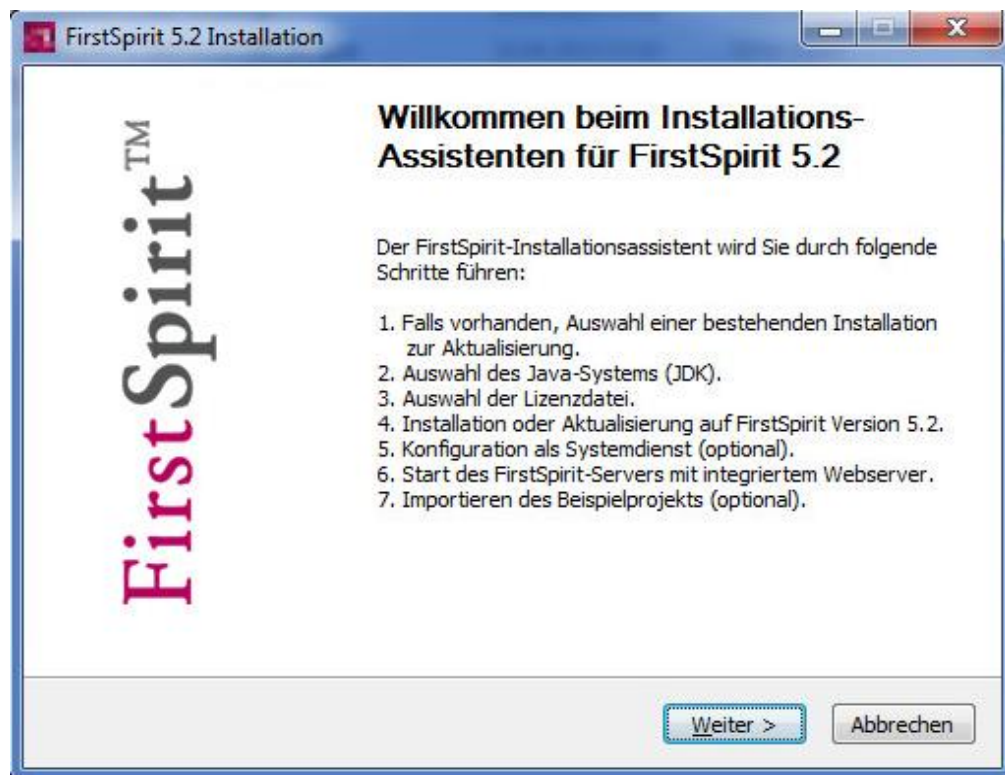 FirstSpirit 5.2 Installation
FirstSpirit™
Willkommen beim Installations-
Assistenten für FirstSpirit 5.2
Der FirstSpirit-Installationsassistent wird Sie durch folgende
Schritte führen:
1. Falls vorhanden, Auswahl einer bestehenden Installation
zur Aktualisierung.
2. Auswahl des Java-Systems (JDK).
3. Auswahl der Lizenzdatei.
4. Installation oder Aktualisierung auf FirstSpirit Version 5.2.
5. Konfiguration als Systemdienst (optional).
6. Start des FirstSpirit-Servers mit integriertem Webserver.
7. Importieren des Beispielprojekts (optional).
Weiter >
Abbrechen